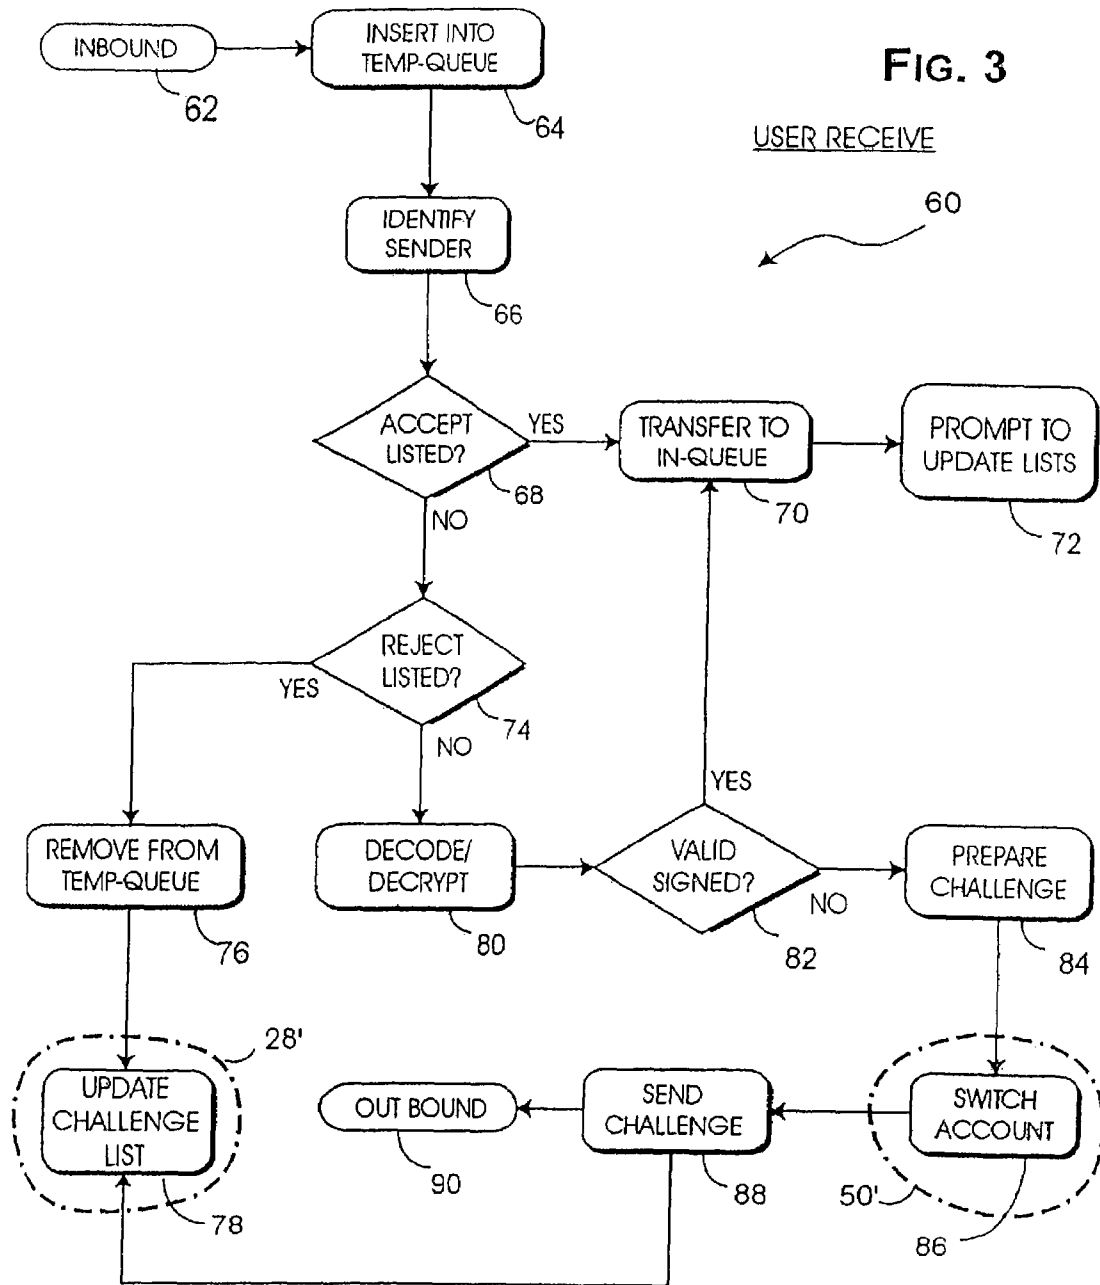 INBOUND
62
INSERT INTO
TEMP-QUEUE
64
FIG. 3
USER RECEIVE
60
IDENTIFY
SENDER
66
ACCEPT
LISTED?
68
YES
NO
TRANSFER TO
IN-QUEUE
70
PROMPT TO
UPDATE LISTS
72
REJECT
LISTED?
74
YES
NO
REMOVE FROM
TEMP-QUEUE
76
DECODE/
DECRYPT
80
VALID
SIGNED?
82
YES
NO
PREPARE
CHALLENGE
84
28'
UPDATE
CHALLENGE
LIST
78
OUT BOUND
90
SEND
CHALLENGE
88
SWITCH
ACCOUNT
50'
86